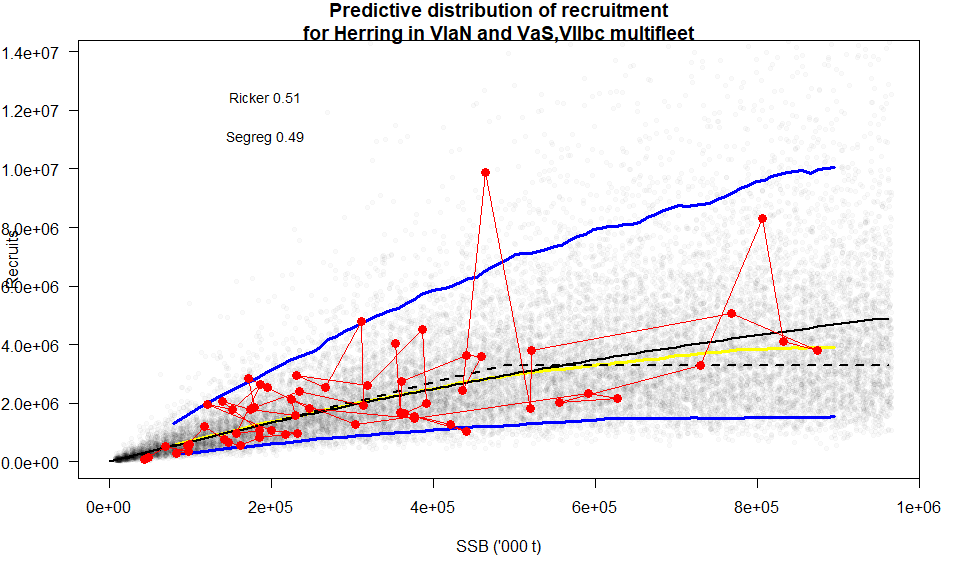 Predictive distribution of recruitment
for Herring in VIaN and VaS,VIIbc multifleet
1.4e+07
1.2e+07
1.0e+07
8.0e+06
6.0e+06
4.0e+06
2.0e+06
0.0e+00
Recruits
Ricker 0.51
Segreg 0.49
0e+00 2e+05 4e+05 6e+05 8e+05 1e+06
SSB ('000 t)